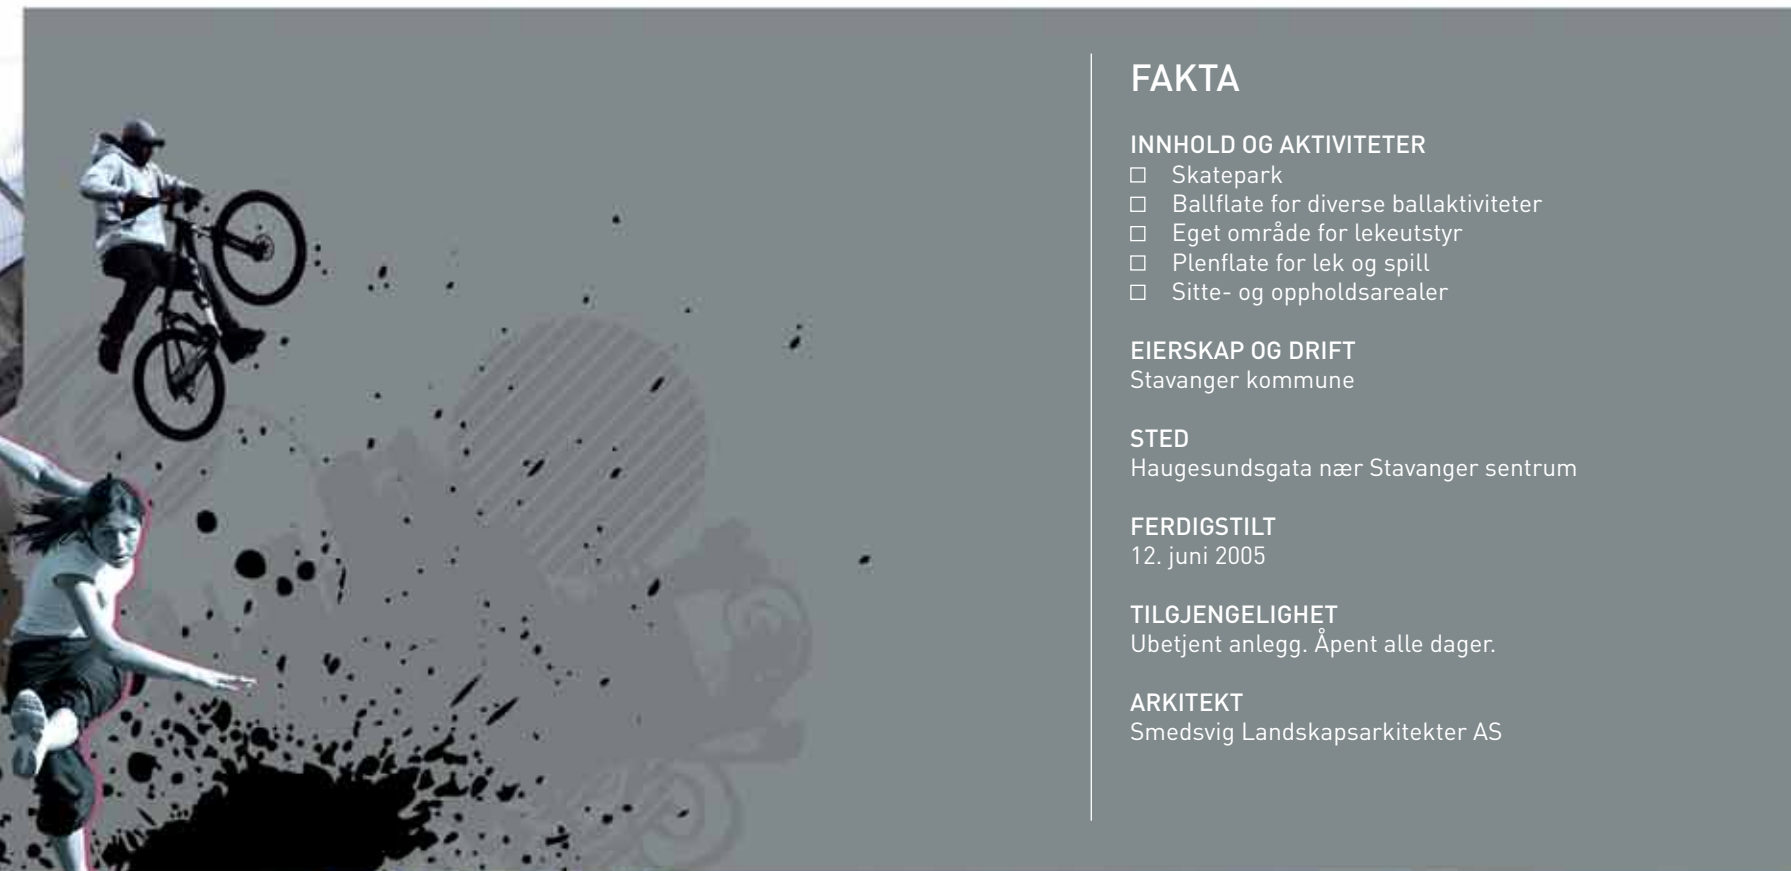 FAKTA
INNHOLD OG AKTIVITETER
☐ Skatepark
☐ Ballflate for diverse ballaktiviteter
☐ Eget område for lekeutstyr
☐ Plenflate for lek og spill
☐ Sitte- og oppholdsarealer
EIERSKAP OG DRIFT
Stavanger kommune
STED
Haugesundsgata nær Stavanger sentrum
FERDIGSTILT
12. juni 2005
TILGJENGELIGHET
Ubetjent anlegg. Åpent alle dager.
ARKITEKT
Smedsvig Landskapsarkitekter AS